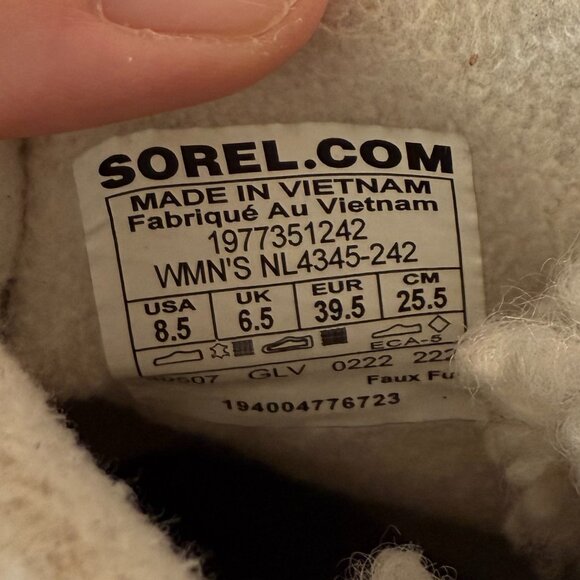 SOREL.COM
MADE IN VIETNAM
Fabriqué Au Vietnam
1977351242
WMN'S NL4345-242
USA UK EUR CM
8.5 6.5 39.5 25.5
ECA-5
GLV 0222
Faux
194004776723